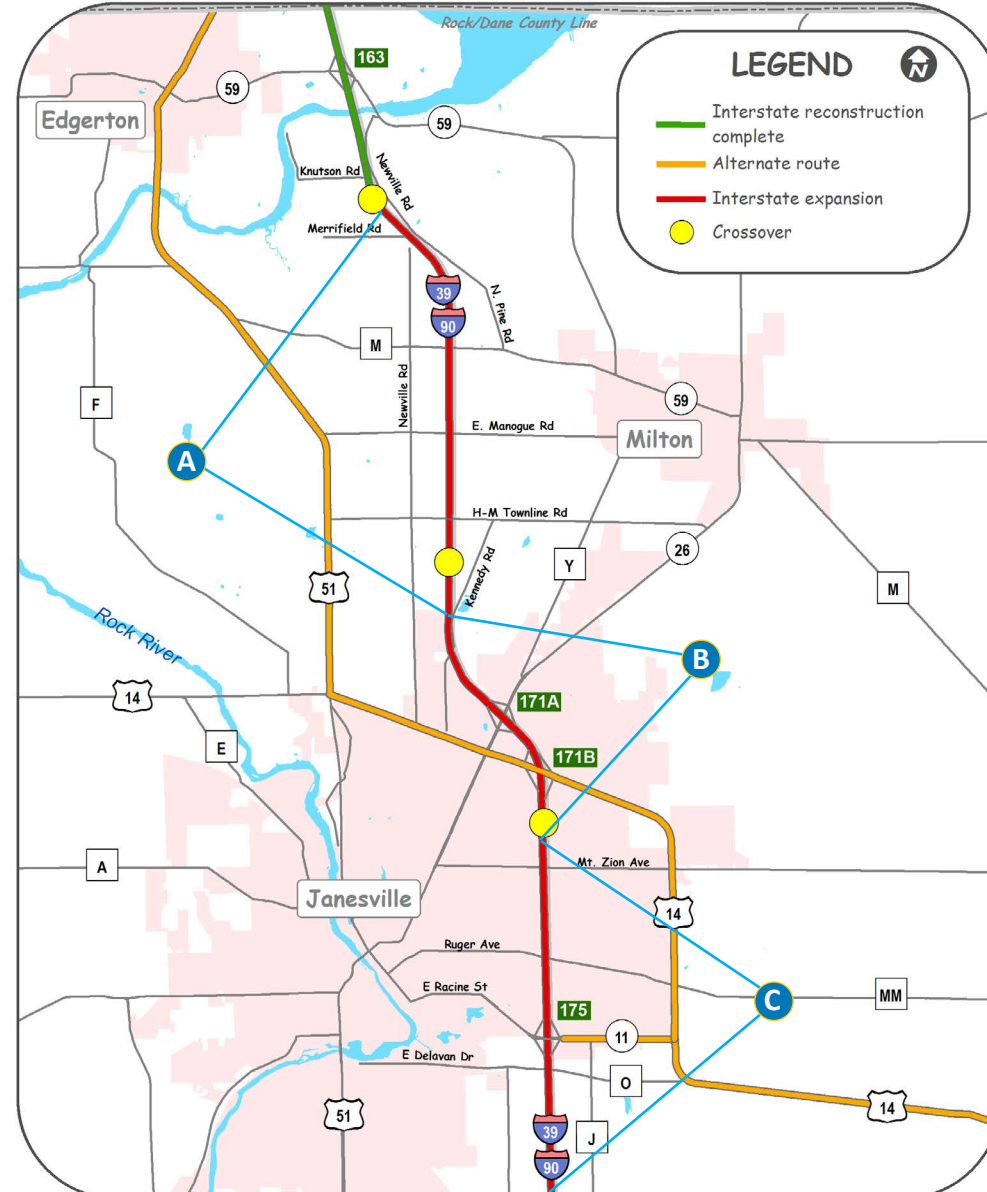 Rock/Dane County Line
163
LEGEND
N
Interstate reconstruction
complete
Alternate route
Interstate expansion
Crossover
59
Edgerton
59
Knutson Rd
Newville Rd
Merrifield Rd
39
90
N. Pine Rd
M
Newville Rd
F
59
E. Manogue Rd
Milton
A
H-M Townline Rd
26
Y
Kennedy Rd
51
M
Rock River
B
14
171A
E
171B
Mt. Zion Ave
A
Janesville
14
Ruger Ave
E Racine St
C
MM
175
11
E Delavan Dr
O
51
39
90
J
14